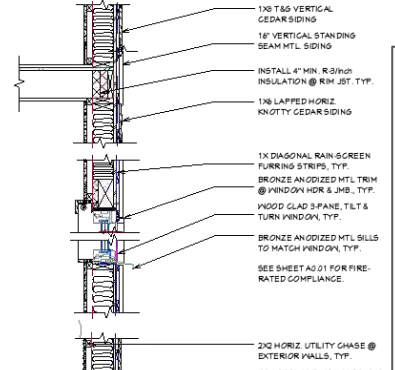 1X8 T&G VERTICAL
CEDAR SIDING
16" VERTICAL STANDING
SEAM MTL. SIDING
INSTALL 4" MIN. R-3/inch
INSULATION @ RIM JST. TYP.
1X6 LAPPED HORIZ.
KNOTTY CEDAR SIDING
1X DIAGONAL RAIN-SCREEN
FURRING STRIPS, TYP.
BRONZE ANODIZED MTL TRIM
@ WINDOW HDR & JMB., TYP.
WOOD CLAD 3-PANE, TILT &
TURN WINDOW, TYP.
BRONZE ANODIZED MTL SILLS
TO MATCH WINDOW, TYP.
SEE SHEET A0.01 FOR FIRE-
RATED COMPLIANCE.
2X2 HORIZ. UTILITY CHASE @
EXTERIOR WALLS, TYP.